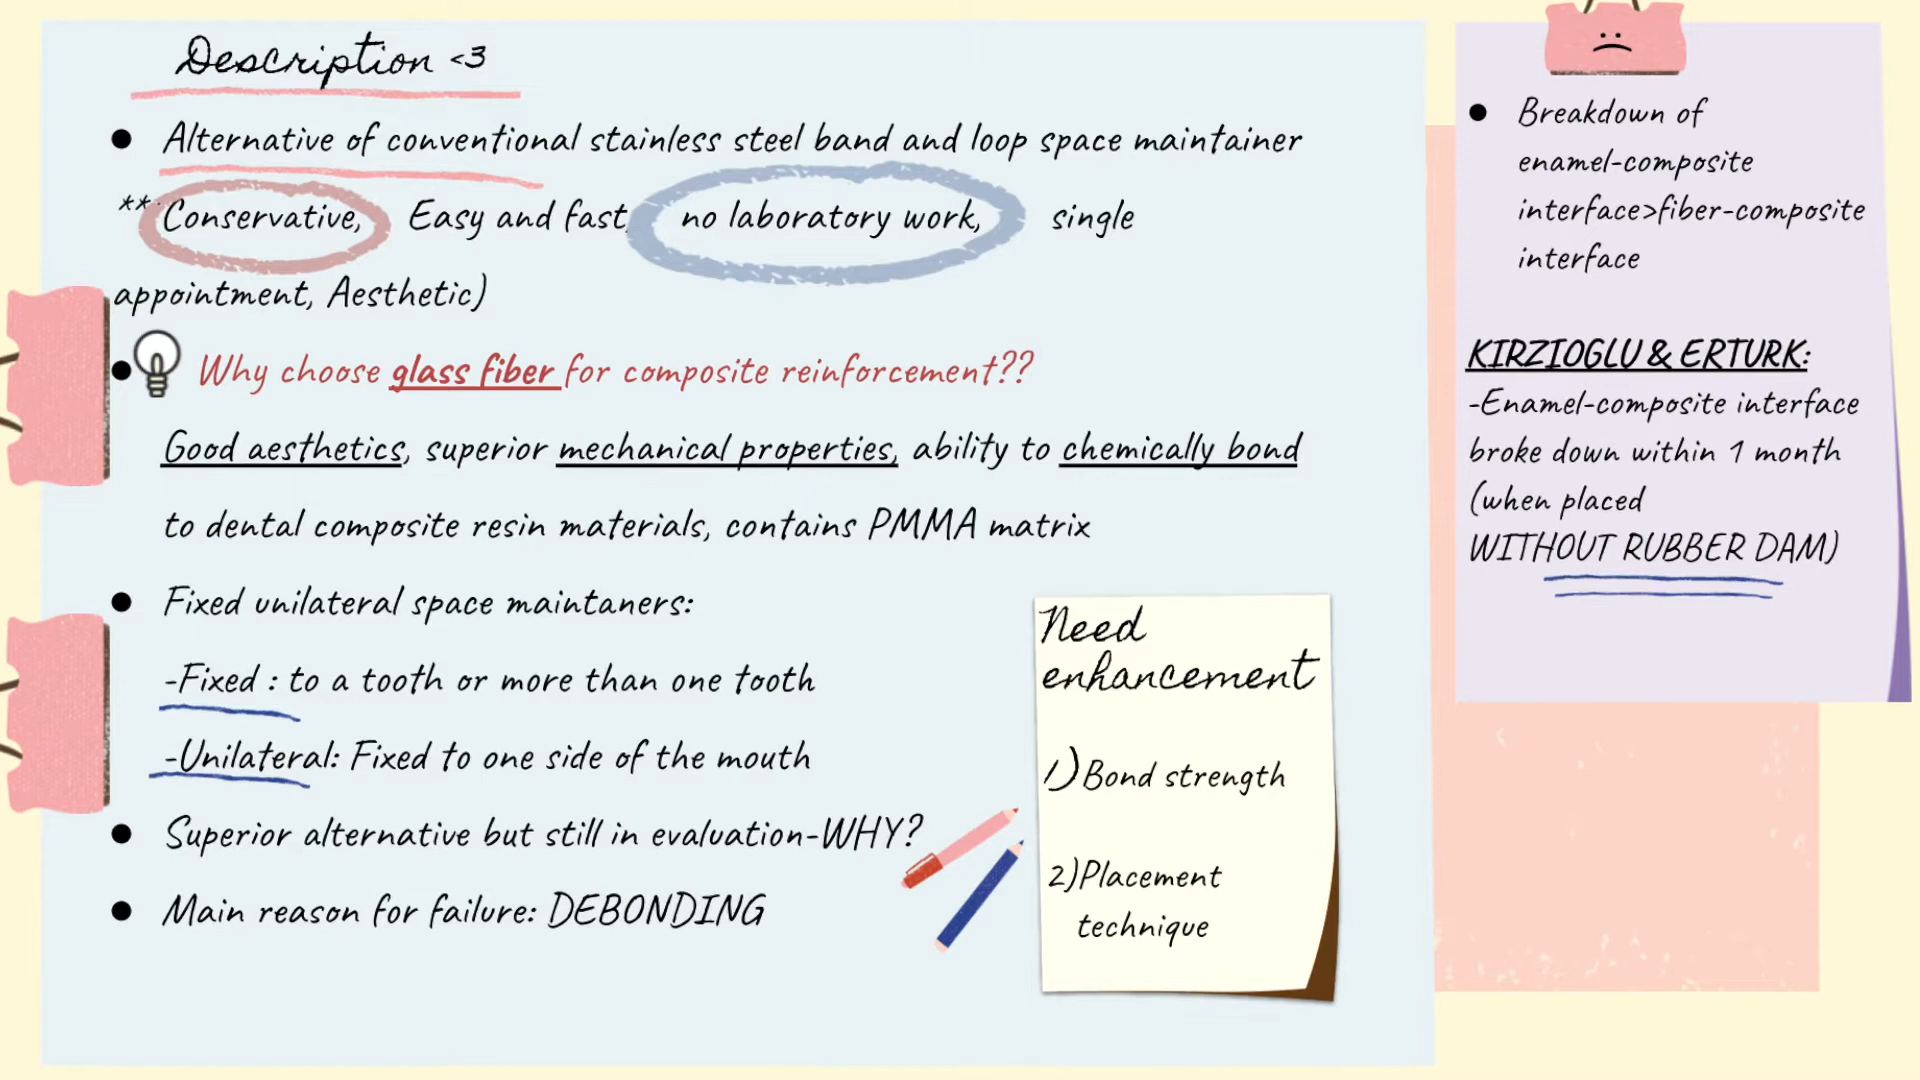 Description <3
● Alternative of conventional stainless steel band and loop space maintainer
** Conservative, Easy and fast, no laboratory work, single
appointment, Aesthetic)
● Why choose glass fiber for composite reinforcement??
Good aesthetics, superior mechanical properties, ability to chemically bond
to dental composite resin materials, contains PMMA matrix
● Fixed unilateral space maintaners:
-Fixed : to a tooth or more than one tooth
-Unilateral: Fixed to one side of the mouth
● Superior alternative but still in evaluation-WHY?
● Main reason for failure: DEBONDING
Need
enhancement
1)Bond strength
2)Placement
technique
● Breakdown of
enamel-composite
interface>fiber-composite
interface
KIRZIOGLU & ERTURK:
-Enamel-composite interface
broke down within 1 month
(when placed
WITHOUT RUBBER DAM)